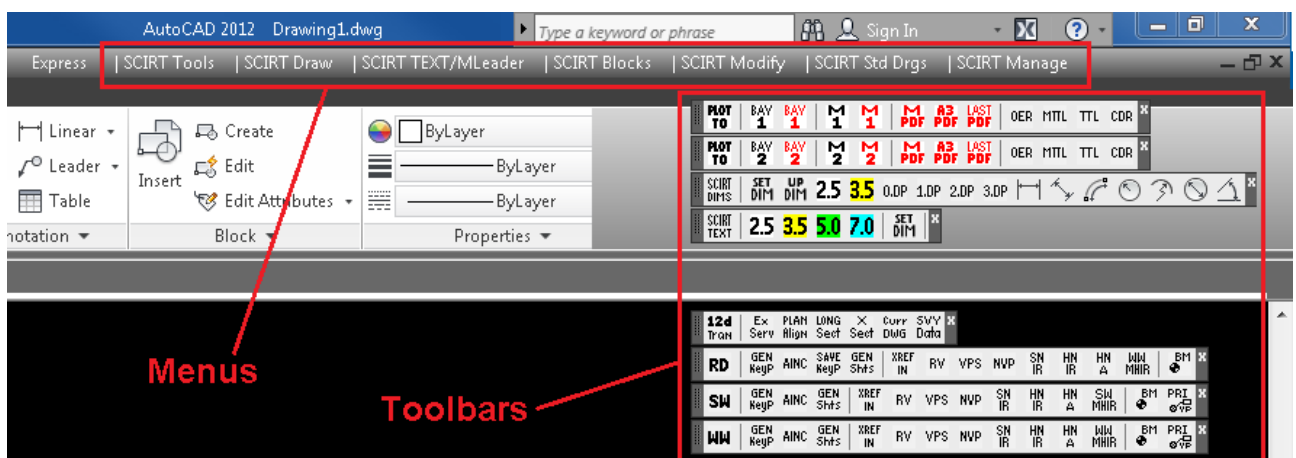 AutoCAD 2012 Drawing1.dwg Type a keyword or phrase Sign In
Express | SCIRT Tools | SCIRT Draw | SCIRT TEXT/MLeader | SCIRT Blocks | SCIRT Modify | SCIRT Std Drgs | SCIRT Manage
Linear
Leader
Table
notation
Insert
Create
Edit
Edit Attributes
Block
ByLayer
ByLayer
ByLayer
Properties
PLOT TO BAY 1 BAY 1 M 1 M 1 M PDF A3 PDF LAST PDF OER MTL TTL CDR
PLOT TO BAY 2 BAY 2 M 2 M 2 M PDF A3 PDF LAST PDF OER MTL TTL CDR
SCIRT DIMS SET DIM UP DIM 2.5 3.5 0.DP 1.DP 2.DP 3.DP
SCIRT TEXT 2.5 3.5 5.0 7.0 SET DIM
12d Tran Ex Serv PLAN Align LONG Sect X Sect Curr DWG SVY Data
RD GEN KeyP AINC SAVE KeyP GEN Shts XREF IN RV VPS NVP SN IR HN IR HN A WW MHIR BM
SW GEN KeyP AINC GEN Shts XREF IN RV VPS NVP SN IR HN IR HN A SW MHIR BM PRI VP
WW GEN KeyP AINC GEN Shts XREF IN RV VPS NVP SN IR HN IR HN A WW MHIR BM PRI VP
Menus
Toolbars